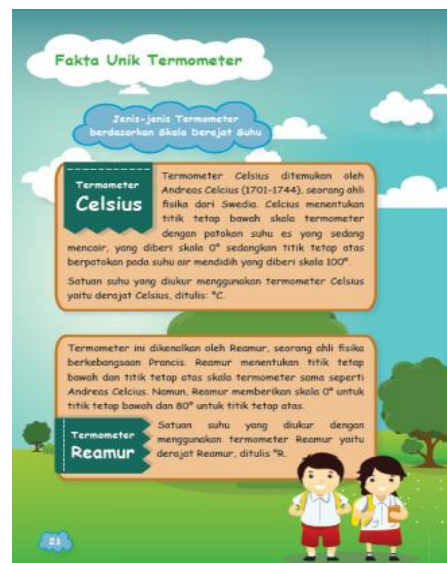 Fakta Unik Termometer
Jenis-jenis Termometer
berdasarkan Skala Derajat Suhu
Termometer
Celsius
Termometer Celsius ditemukan oleh
Andreas Celcius (1701-1744), seorang ahli
fisika dari Swedia. Celcius menentukan
titik tetap bawah skala termometer
dengan patokan suhu es yang sedang
mencair, yang diberi skala 0° sedangkan titik tetap atas
berpatokan pada suhu air mendidih yang diberi skala 100°.
Satuan suhu yang diukur menggunakan termometer Celsius
yaitu derajat Celsius, ditulis: °C.
Termometer ini dikenalkan oleh Reamur, seorang ahli fisika
berkebangsaan Prancis. Reamur menentukan titik tetap
bawah dan titik tetap atas skala termometer sama seperti
Andreas Celcius. Namun, Reamur memberikan skala 0° untuk
titik tetap bawah dan 80° untuk titik tetap atas.
Termometer
Reamur
Satuan suhu yang diukur dengan
menggunakan termometer Reamur yaitu
derajat Reamur, ditulis °R.
21